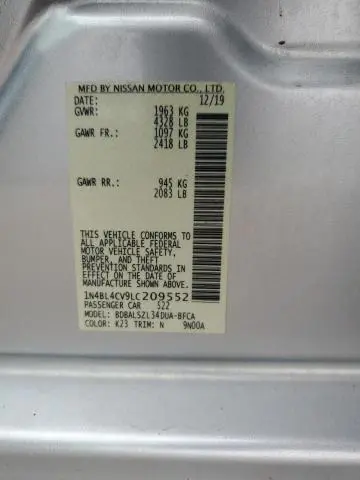 MFD BY NISSAN MOTOR CO., LTD.
DATE: 12/19
GVWR: 1963 KG
4328 LB
GAWR FR.: 1097 KG
2418 LB
GAWR RR.: 945 KG
2083 LB
THIS VEHICLE CONFORMS TO ALL
APPLICABLE FEDERAL
MOTOR VEHICLE SAFETY,
BUMPER, AND THEFT PREVENTION
STANDARDS IN EFFECT
ON THE DATE OF
MANUFACTURE SHOWN ABOVE.
1N4BL4CV9LC209552
PASSENGER CAR 522
MODEL: BDBALSZL34DUA-BFCA
COLOR: K23 TRIM: N 9N00A